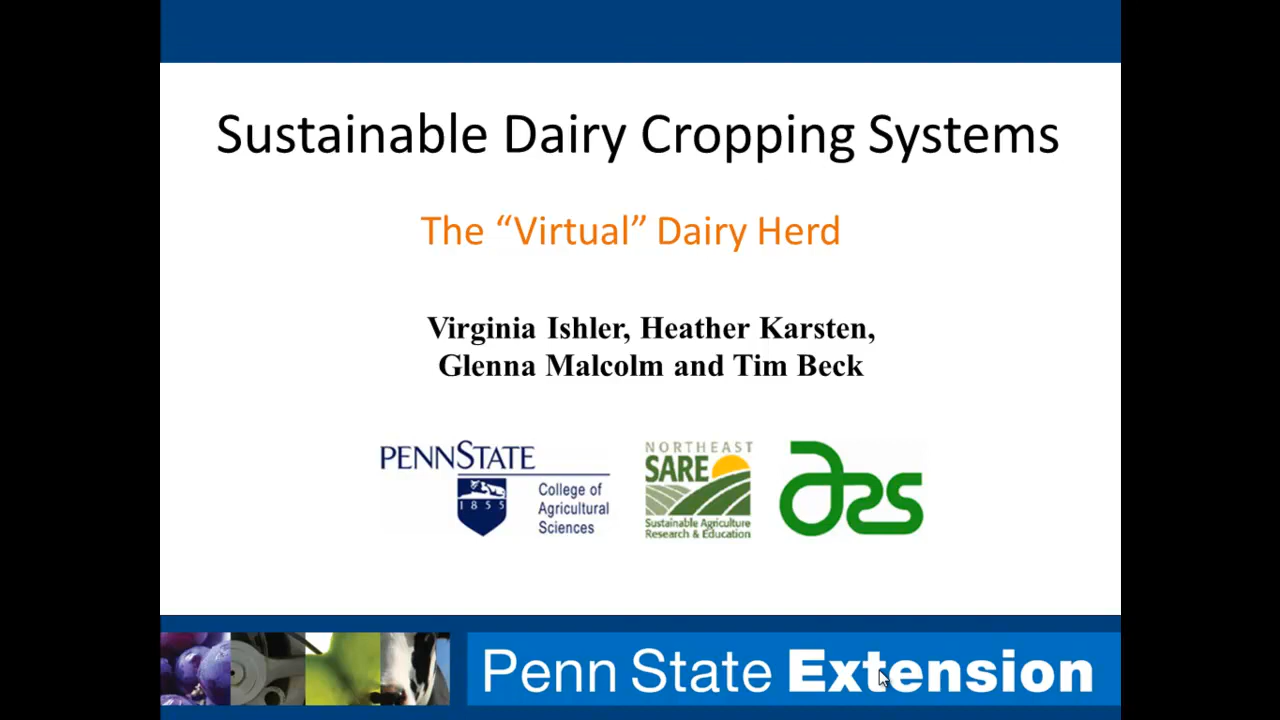 Sustainable Dairy Cropping Systems
The “Virtual” Dairy Herd
Virginia Ishler, Heather Karsten,
Glenna Malcolm and Tim Beck
PENNSTATE
1855
College of
Agricultural
Sciences
NORTHEAST
SARE
Sustainable Agriculture
Research & Education
ars
Penn State Extension